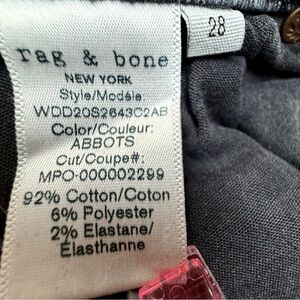 rag & bone
NEW YORK
Style/Modèle:
WDD20S2643C2AB
Color/Couleur:
ABBOTS
Cut/Coupe#:
MPO-000002299
92% Cotton/Coton
6% Polyester
2% Elastane/
Elasthanne
28